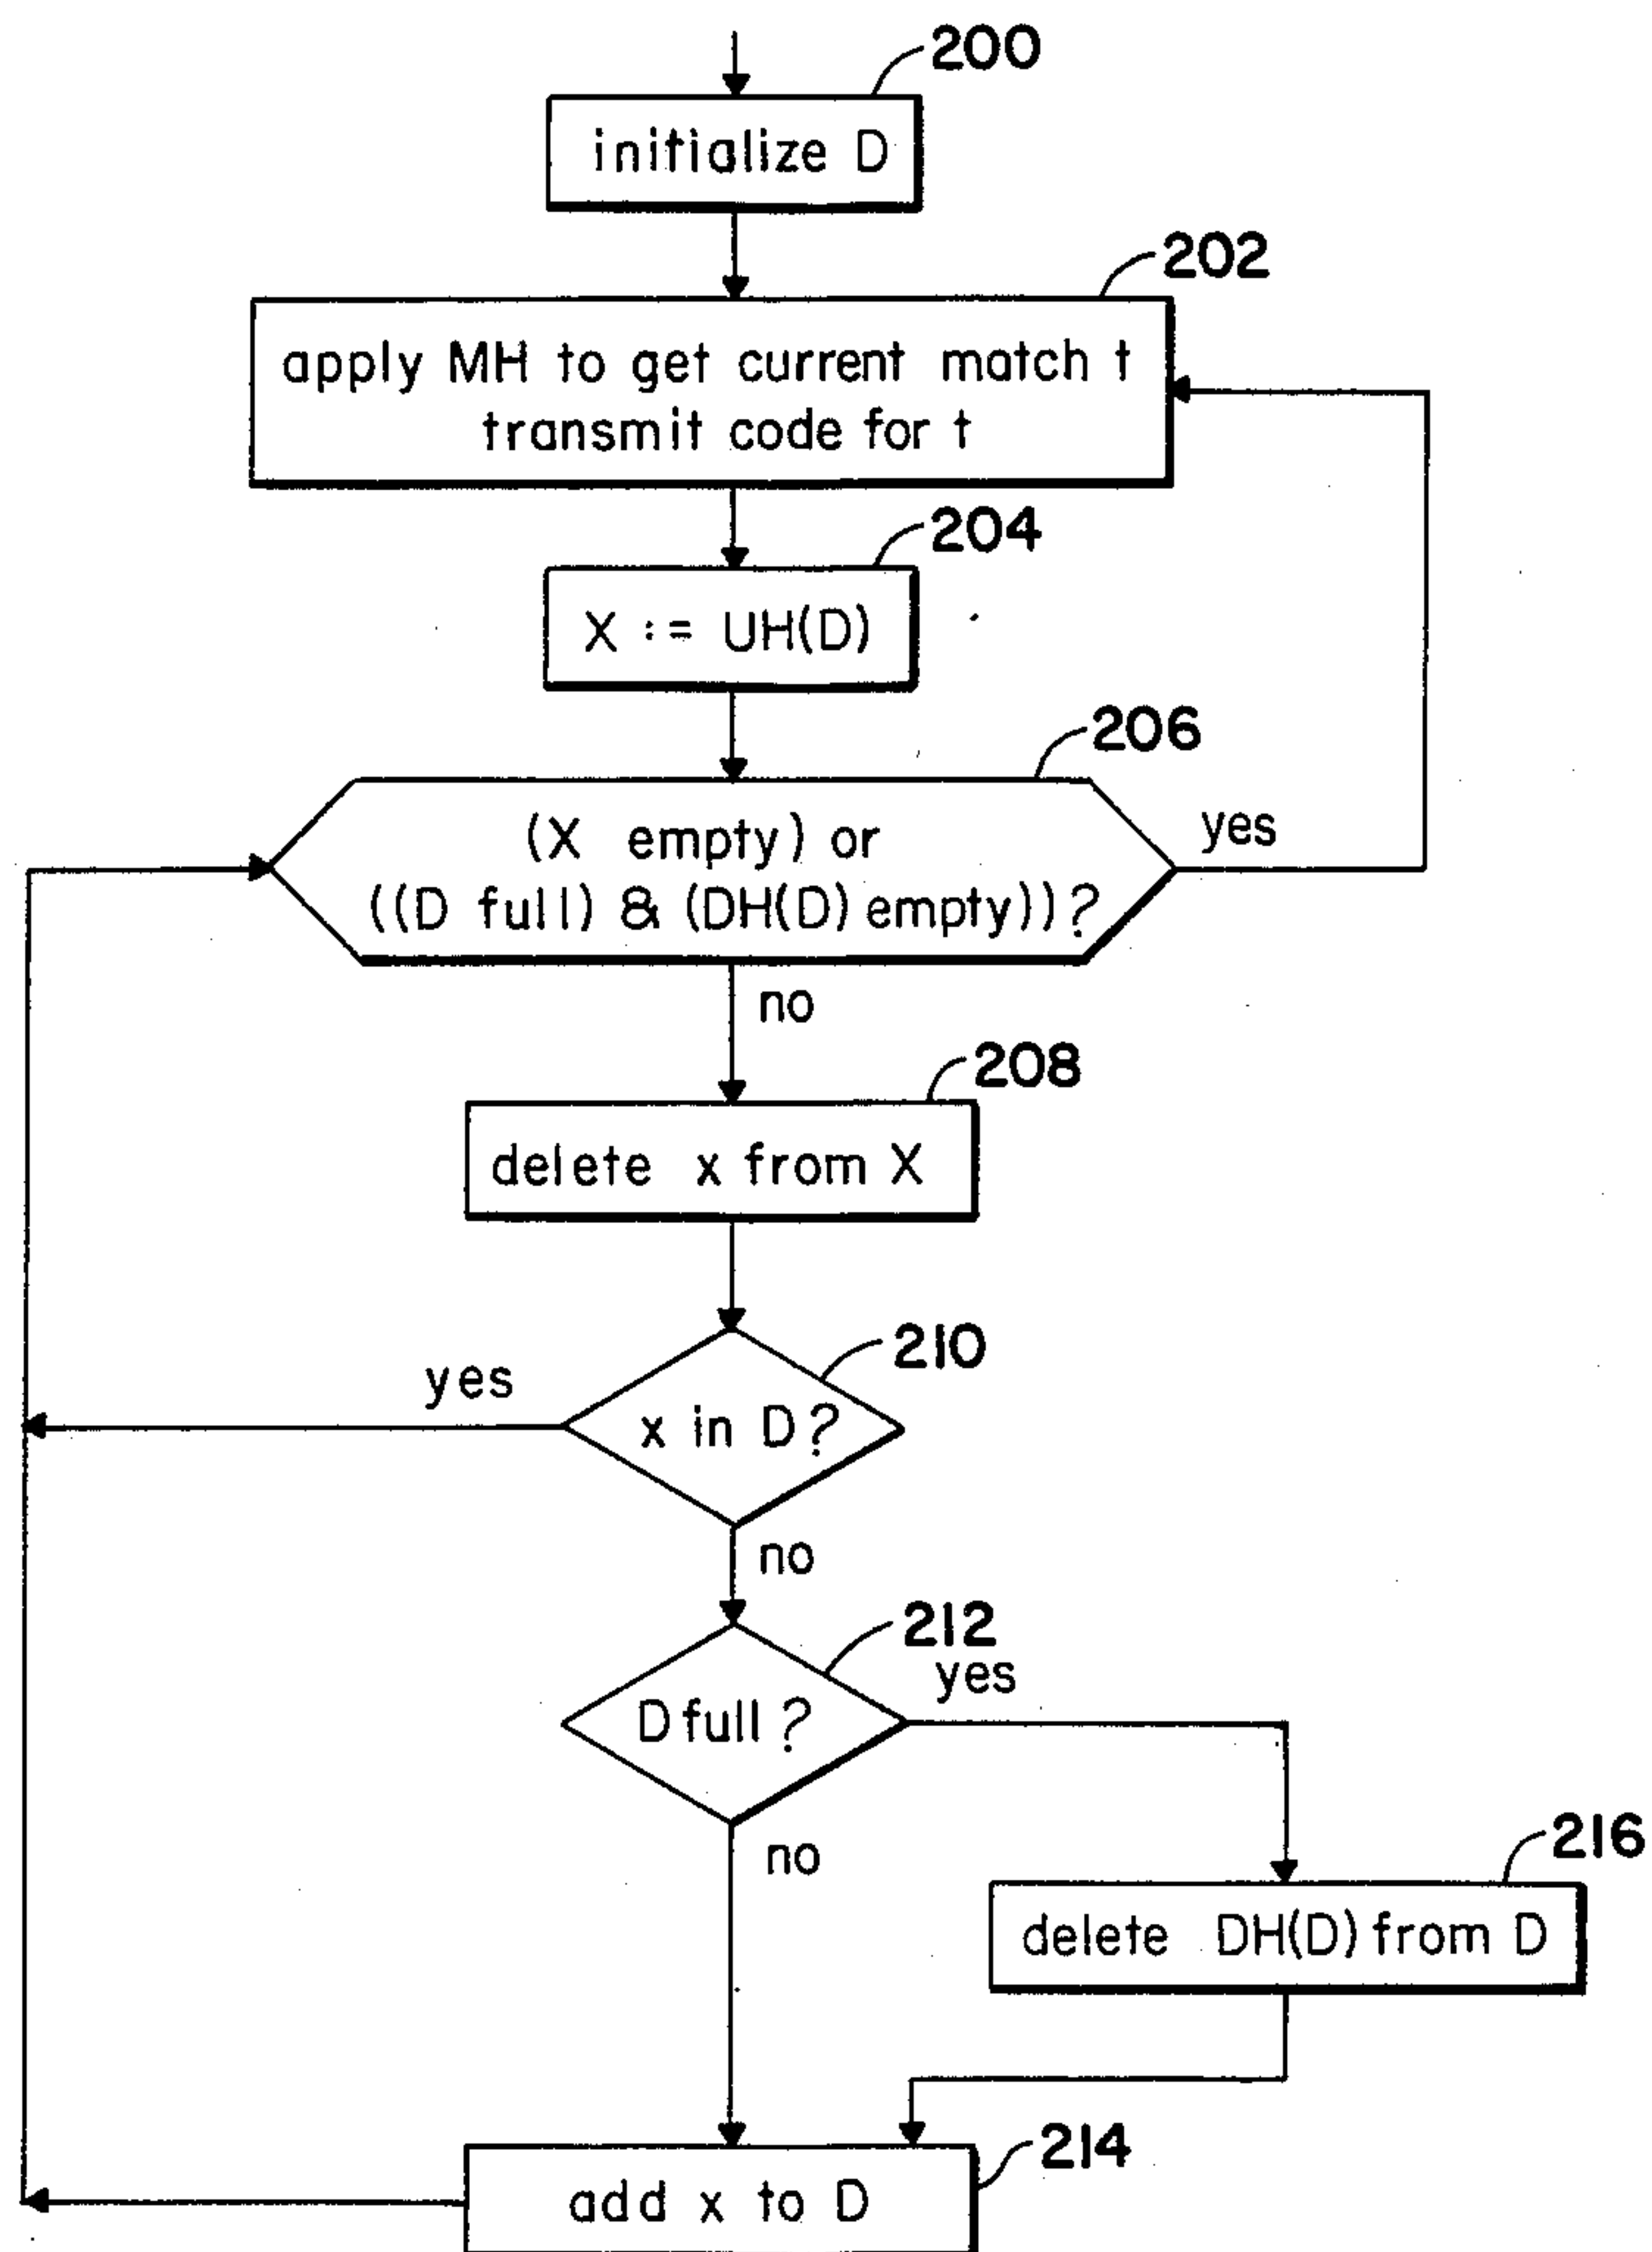 200
initialize D
202
apply MH to get current match t
transmit code for t
204
X := UH(D)
206
(X empty) or
((D full) & (DH(D) empty))?
yes
no
208
delete x from X
210
yes
x in D?
no
212
yes
D full?
no
216
delete DH(D) from D
214
add x to D